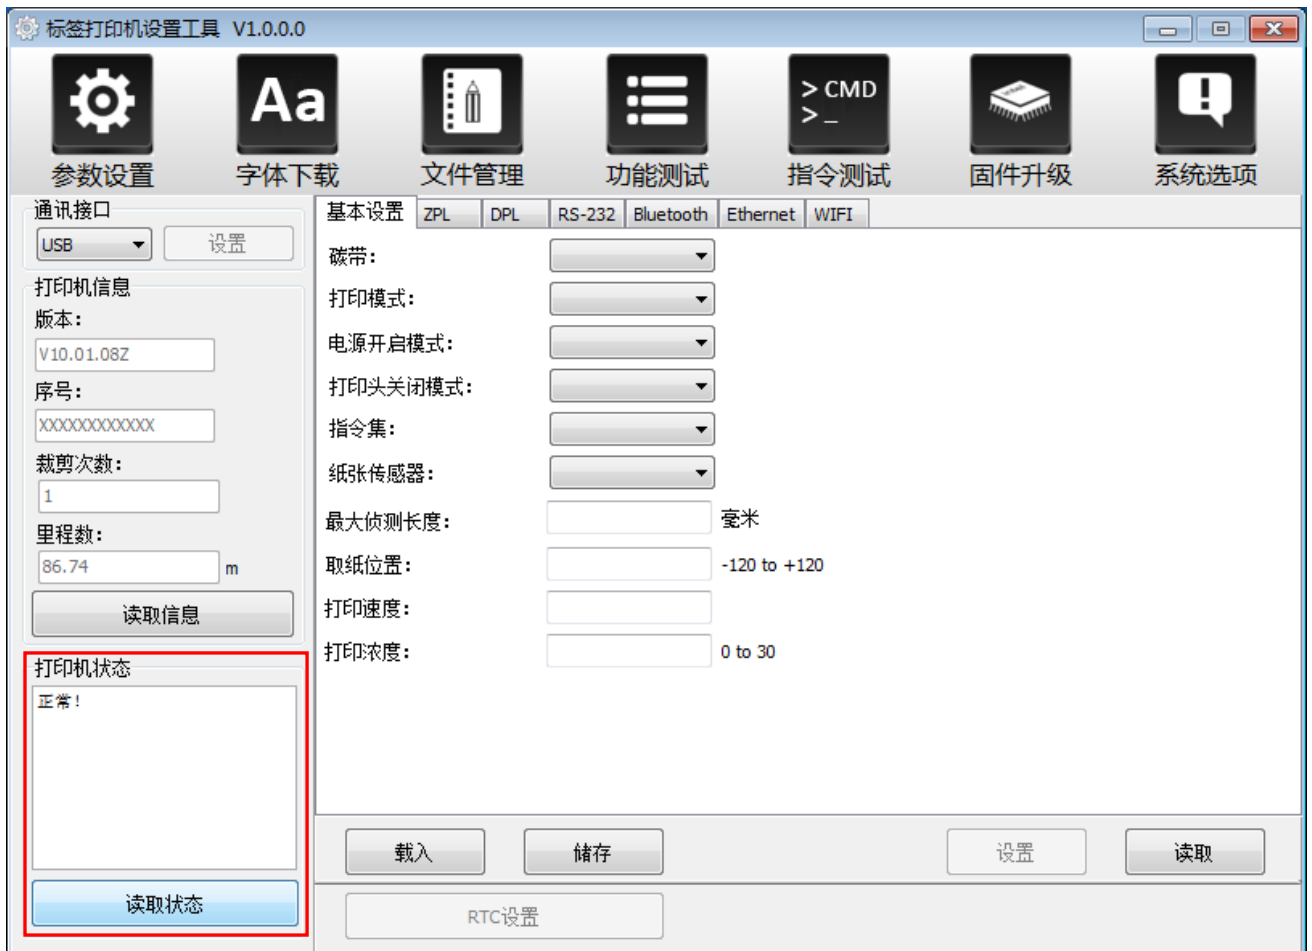 标签打印机设置工具 V1.0.0.0
Aa
> CMD
> _
参数设置 字体下载 文件管理 功能测试 指令测试 固件升级 系统选项
通讯接口
USB 设置
打印机信息
版本：
V10.01.08Z
序号：
XXXXXXXXXXXX
裁剪次数：
1
里程数：
86.74 m
读取信息
打印机状态
正常！
读取状态
基本设置 ZPL DPL RS-232 Bluetooth Ethernet WIFI
碳带：
打印模式：
电源开启模式：
打印头关闭模式：
指令集：
纸张传感器：
最大侦测长度： 毫米
取纸位置： -120 to +120
打印速度：
打印浓度： 0 to 30
载入 储存 设置 读取
RTC设置